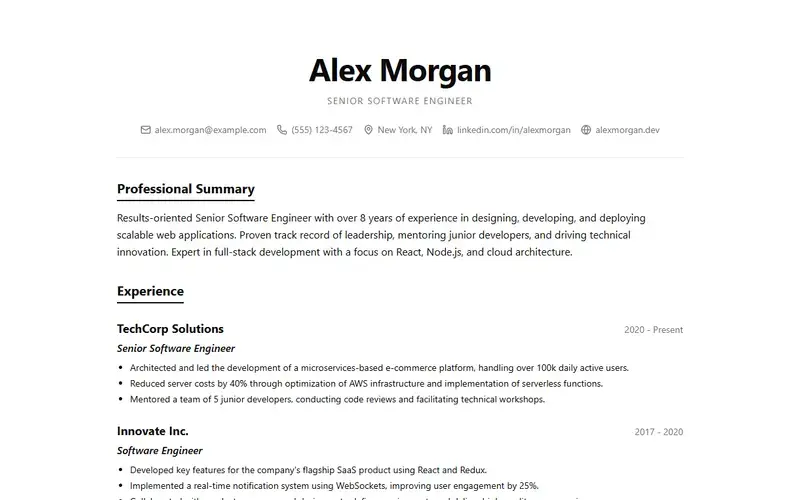 Alex Morgan
SENIOR SOFTWARE ENGINEER
alex.morgan@example.com (555) 123-4567 New York, NY linkedin.com/in/alexmorgan alexmorgan.dev
Professional Summary
Results-oriented Senior Software Engineer with over 8 years of experience in designing, developing, and deploying
scalable web applications. Proven track record of leadership, mentoring junior developers, and driving technical
innovation. Expert in full-stack development with a focus on React, Node.js, and cloud architecture.
Experience
TechCorp Solutions 2020 - Present
Senior Software Engineer
• Architected and led the development of a microservices-based e-commerce platform, handling over 100k daily active users.
• Reduced server costs by 40% through optimization of AWS infrastructure and implementation of serverless functions.
• Mentored a team of 5 junior developers, conducting code reviews and facilitating technical workshops.
Innovate Inc. 2017 - 2020
Software Engineer
• Developed key features for the company's flagship SaaS product using React and Redux.
• Implemented a real-time notification system using WebSockets, improving user engagement by 25%.